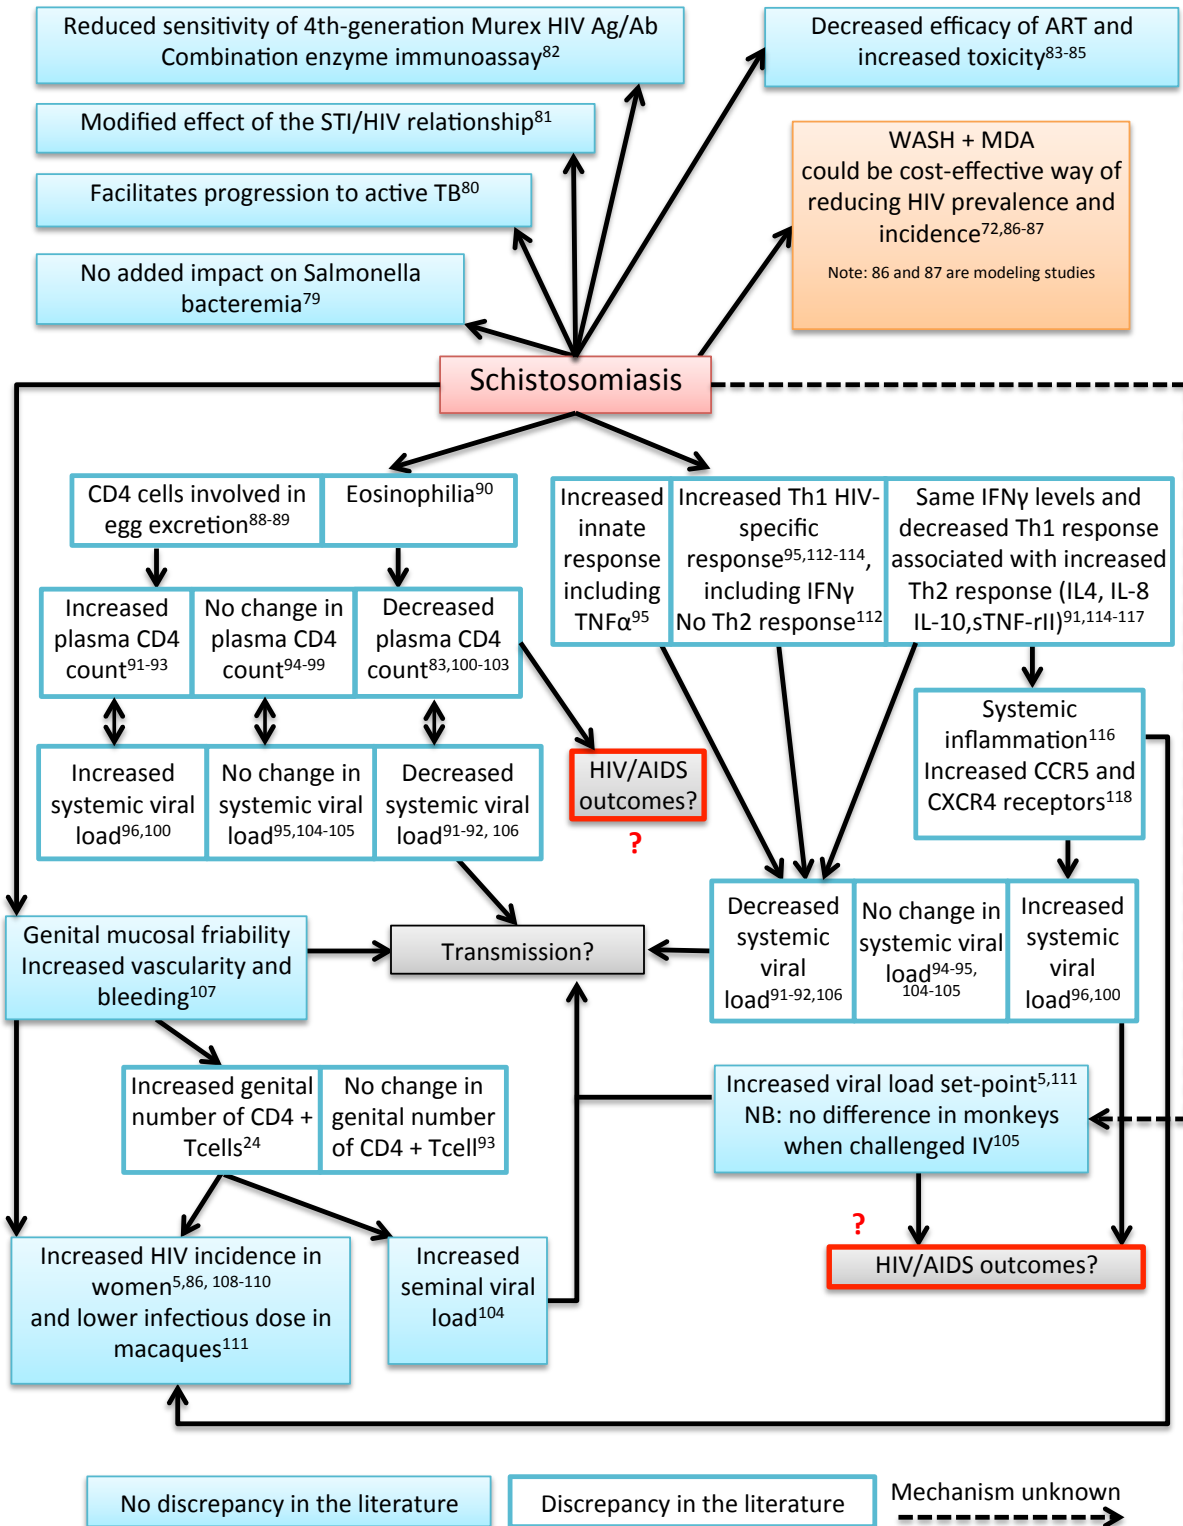 Reduced sensitivity of 4th-generation Murex HIV Ag/Ab
Combination enzyme immunoassay82
Decreased efficacy of ART and
increased toxicity83-85
Modified effect of the STI/HIV relationship81
WASH + MDA
could be cost-effective way of
reducing HIV prevalence and
incidence72,86-87
Note: 86 and 87 are modeling studies
Facilitates progression to active TB80
No added impact on Salmonella
bacteremia79
Schistosomiasis
CD4 cells involved in
egg excretion88-89
Eosinophilia90
Increased
innate
response
including
TNFα95
Increased Th1 HIV-
specific
response95,112-114,
including IFNγ
No Th2 response112
Same IFNγ levels and
decreased Th1 response
associated with increased
Th2 response (IL4, IL-8
IL-10,sTNF-rII)91,114-117
Increased
plasma CD4
count91-93
No change in
plasma CD4
count94-99
Decreased
plasma CD4
count83,100-103
Systemic
inflammation116
Increased CCR5 and
CXCR4 receptors118
Increased
systemic viral
load96,100
No change in
systemic viral
load95,104-105
Decreased
systemic viral
load91-92, 106
HIV/AIDS
outcomes?
?
Decreased
systemic
viral
load91-92,106
No change in
systemic viral
load94-95,
104-105
Increased
systemic
viral
load96,100
Genital mucosal friability
Increased vascularity and
bleeding107
Transmission?
Increased genital
number of CD4 +
Tcells24
No change in
genital number
of CD4 + Tcell93
Increased viral load set-point5,111
NB: no difference in monkeys
when challenged IV105
?
HIV/AIDS outcomes?
Increased HIV incidence in
women5,86, 108-110
and lower infectious dose in
macaques111
Increased
seminal viral
load104
No discrepancy in the literature
Discrepancy in the literature
Mechanism unknown